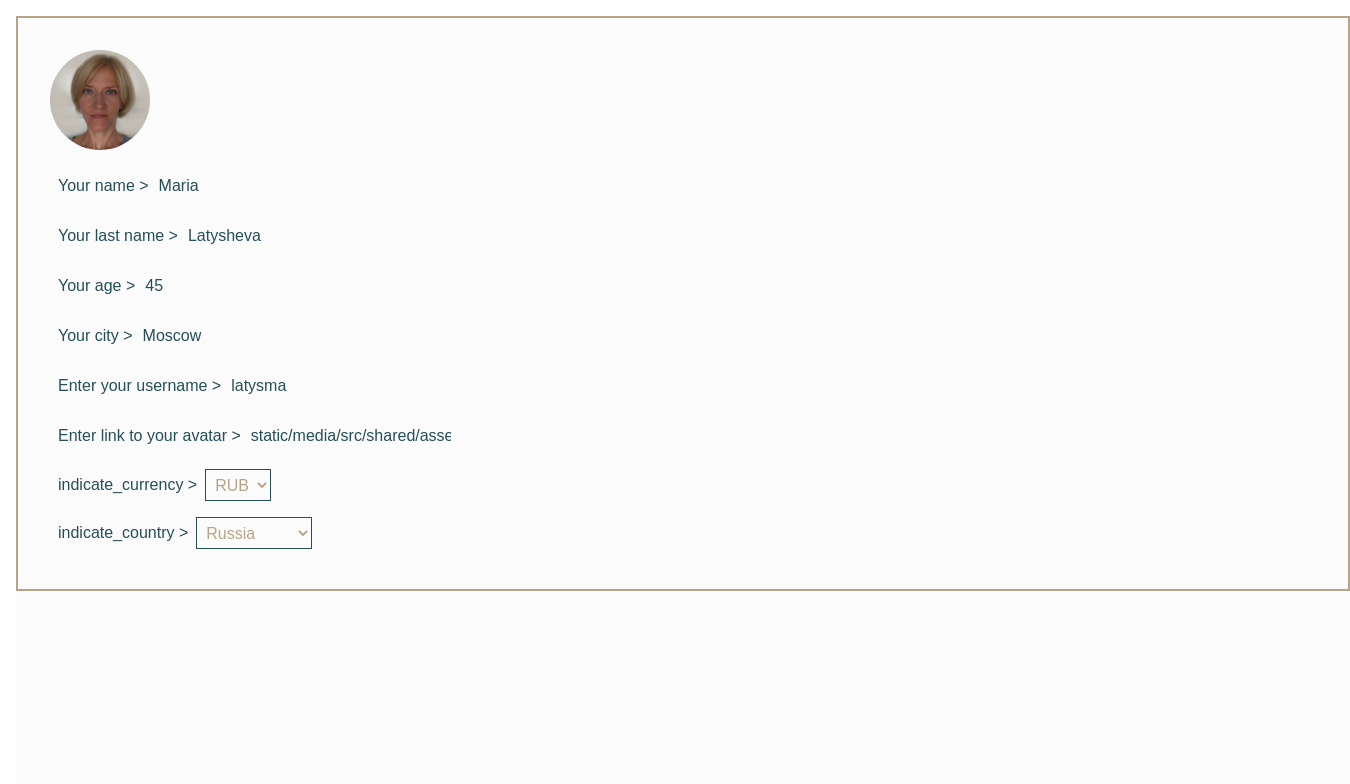 Your name > Maria
Your last name > Latysheva
Your age > 45
Your city > Moscow
Enter your username > latysma
Enter link to your avatar > static/media/src/shared/asse
indicate_currency > RUB
indicate_country > Russia